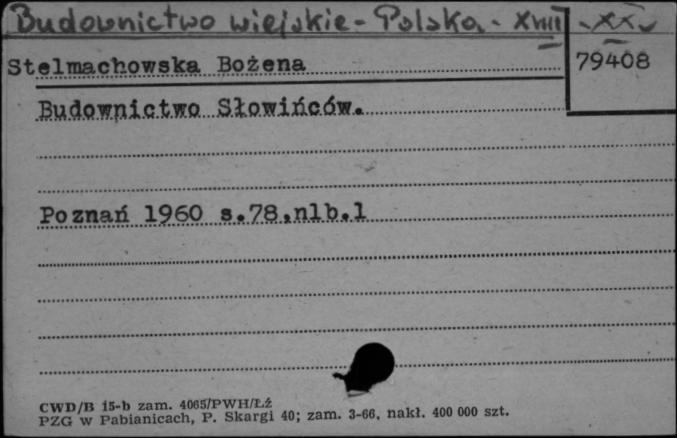 Budownictwo wiejskie - Polska - XVIII - XX w
Stelmachowska Bożena
79408
Budownictwo Słowińców.
Poznań 1960 s.78,nlb.1
CWD/B 15-b zam. 4065/PWH/ŁŹ
PZG w Pabianicach, P. Skargi 40; zam. 3-66, nakł. 400 000 szt.